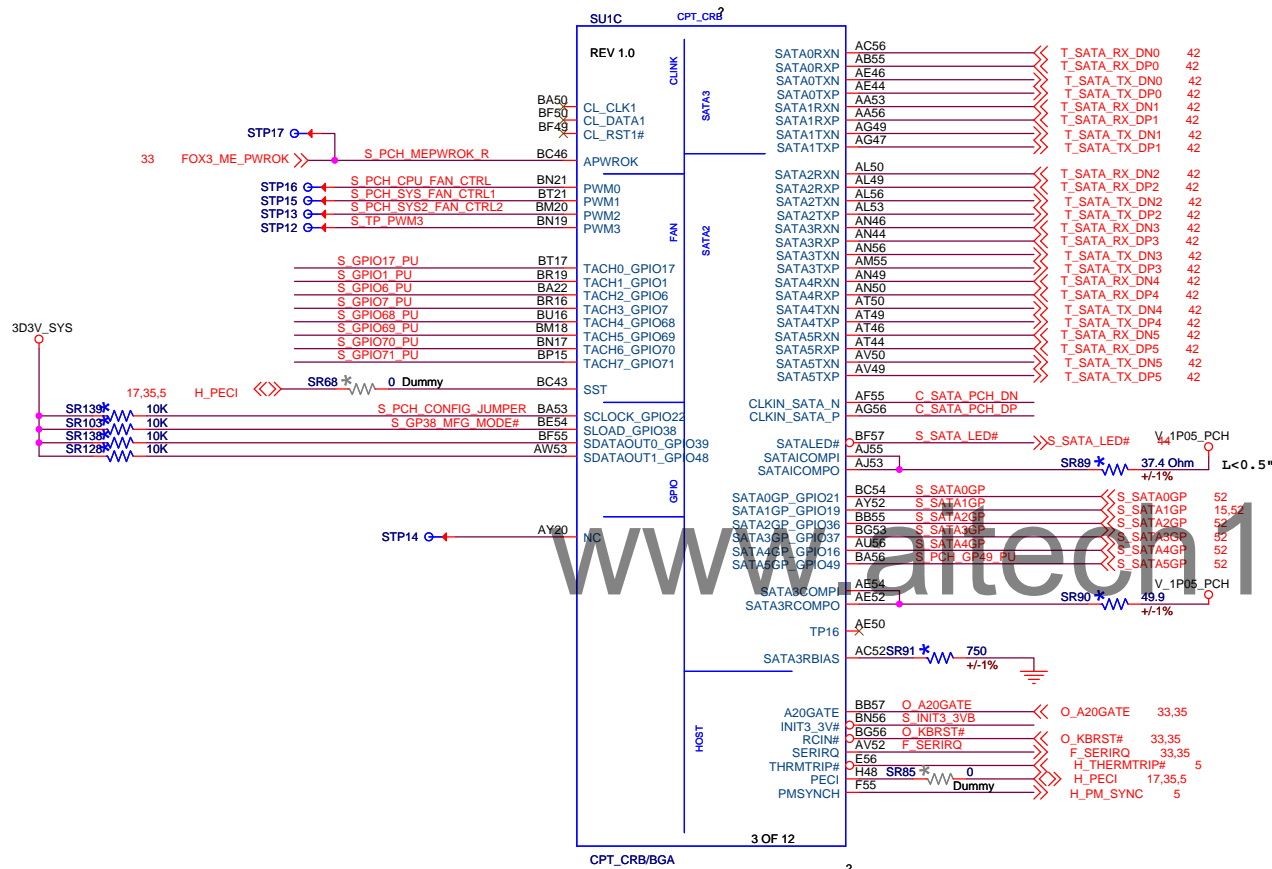 SU1C CPT_CRB ?
REV 1.0
CLINK
SATA3
FAN
SATA2
GPIO
HOST
BA50 CL_CLK1
BF50 CL_DATA1
BF49 CL_RST1#
STP17
33 FOX3_ME_PWROK S_PCH_MEPWROK_R BC46 APWROK
STP16 S_PCH_CPU_FAN_CTRL BN21 PWM0
STP15 S_PCH_SYS_FAN_CTRL1 BT21 PWM1
STP13 S_PCH_SYS2_FAN_CTRL2 BM20 PWM2
STP12 S_TP_PWM3 BN19 PWM3
S_GPIO17_PU BT17 TACH0_GPIO17
S_GPIO1_PU BR19 TACH1_GPIO1
S_GPIO6_PU BA22 TACH2_GPIO6
S_GPIO7_PU BR16 TACH3_GPIO7
S_GPIO68_PU BU16 TACH4_GPIO68
S_GPIO69_PU BM18 TACH5_GPIO69
S_GPIO70_PU BN17 TACH6_GPIO70
S_GPIO71_PU BP15 TACH7_GPIO71
3D3V_SYS
17,35,5 H_PECI SR68 * 0 Dummy BC43 SST
SR139 * 10K S_PCH_CONFIG_JUMPER BA53 SCLOCK_GPIO22
SR103 * 10K S_GP38_MFG_MODE# BE54 SLOAD_GPIO38
SR138 * 10K BF55 SDATAOUT0_GPIO39
SR128 * 10K AW53 SDATAOUT1_GPIO48
STP14 AY20 NC
SATA0RXN AC56 T_SATA_RX_DN0 42
SATA0RXP AB55 T_SATA_RX_DP0 42
SATA0TXN AE46 T_SATA_TX_DN0 42
SATA0TXP AE44 T_SATA_TX_DP0 42
SATA1RXN AA53 T_SATA_RX_DN1 42
SATA1RXP AA56 T_SATA_RX_DP1 42
SATA1TXN AG49 T_SATA_TX_DN1 42
SATA1TXP AG47 T_SATA_TX_DP1 42
SATA2RXN AL50 T_SATA_RX_DN2 42
SATA2RXP AL49 T_SATA_RX_DP2 42
SATA2TXN AL56 T_SATA_TX_DN2 42
SATA2TXP AL53 T_SATA_TX_DP2 42
SATA3RXN AN46 T_SATA_RX_DN3 42
SATA3RXP AN44 T_SATA_RX_DP3 42
SATA3TXN AN56 T_SATA_TX_DN3 42
SATA3TXP AM55 T_SATA_TX_DP3 42
SATA4RXN AN49 T_SATA_RX_DN4 42
SATA4RXP AN50 T_SATA_RX_DP4 42
SATA4TXN AT50 T_SATA_TX_DN4 42
SATA4TXP AT49 T_SATA_TX_DP4 42
SATA5RXN AT46 T_SATA_RX_DN5 42
SATA5RXP AT44 T_SATA_RX_DP5 42
SATA5TXN AV50 T_SATA_TX_DN5 42
SATA5TXP AV49 T_SATA_TX_DP5 42
CLKIN_SATA_N AF55 C_SATA_PCH_DN
CLKIN_SATA_P AG56 C_SATA_PCH_DP
SATALED# BF57 S_SATA_LED# S_SATA_LED# 44 V_1P05_PCH
SATAICOMPI AJ55
SATAICOMPO AJ53 SR89 * 37.4 Ohm +/-1% L<0.5"
SATA0GP_GPIO21 BC54 S_SATA0GP S_SATA0GP 52
SATA1GP_GPIO19 AY52 S_SATA1GP S_SATA1GP 15,52
SATA2GP_GPIO36 BB55 S_SATA2GP S_SATA2GP 52
SATA3GP_GPIO37 BG53 S_SATA3GP S_SATA3GP 52
SATA4GP_GPIO16 AU56 S_SATA4GP S_SATA4GP 52
SATA5GP_GPIO49 BA56 S_PCH_GP49_PU S_SATA5GP 52
www.aitech1
SATA3COMPI AE54 V_1P05_PCH
SATA3RCOMPO AE52 SR90 * 49.9 +/-1%
TP16 AE50
SATA3RBIAS AC52 SR91 * 750 +/-1%
A20GATE BB57 O_A20GATE O_A20GATE 33,35
INIT3_3V# BN56 S_INIT3_3VB
RCIN# BG56 O_KBRST# O_KBRST# 33,35
SERIRQ AV52 F_SERIRQ F_SERIRQ 33,35
THRMTRIP# E56 H_THERMTRIP# 5
PECI H48 SR85 * 0 Dummy H_PECI 17,35,5
PMSYNCH F55 H_PM_SYNC 5
3 OF 12
CPT_CRB/BGA
?